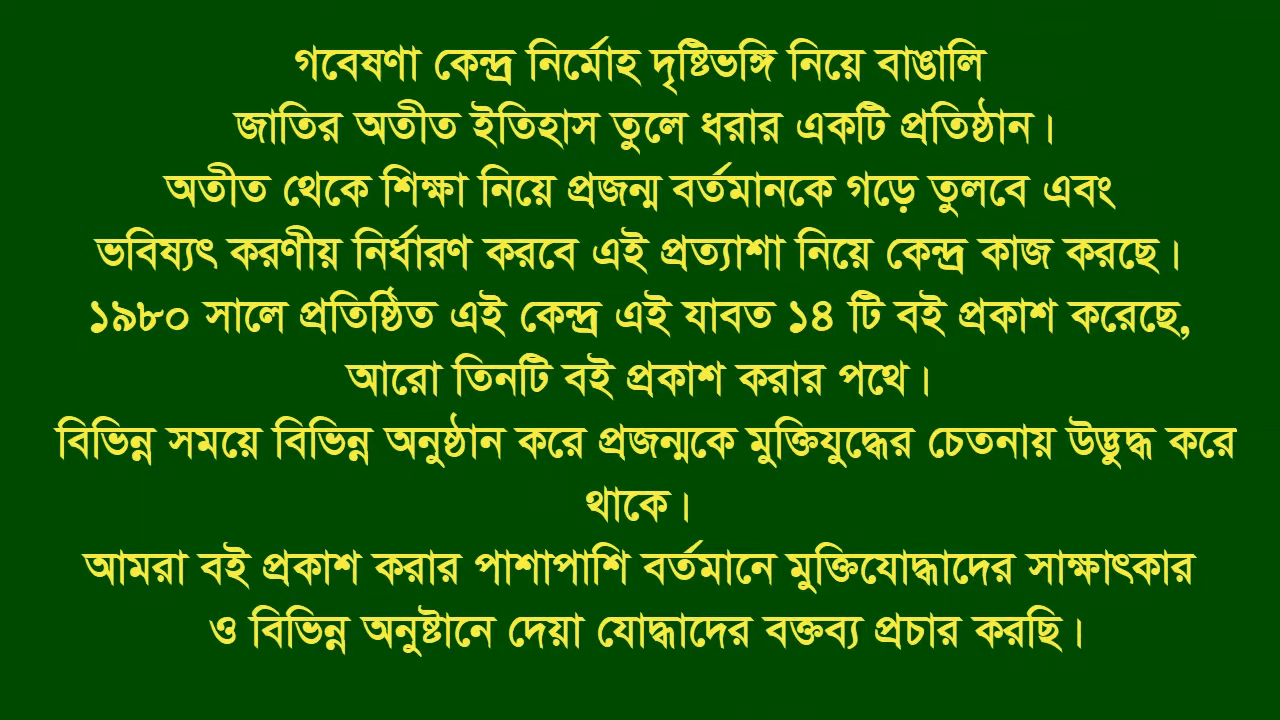 গবেষণা কেন্দ্র নির্মোহ দৃষ্টিভঙ্গি নিয়ে বাঙালি
জাতির অতীত ইতিহাস তুলে ধরার একটি প্রতিষ্ঠান।
অতীত থেকে শিক্ষা নিয়ে প্রজন্ম বর্তমানকে গড়ে তুলবে এবং
ভবিষ্যৎ করণীয় নির্ধারণ করবে এই প্রত্যাশা নিয়ে কেন্দ্র কাজ করছে।
১৯৮০ সালে প্রতিষ্ঠিত এই কেন্দ্র এই যাবত ১৪ টি বই প্রকাশ করেছে,
আরো তিনটি বই প্রকাশ করার পথে।
বিভিন্ন সময়ে বিভিন্ন অনুষ্ঠান করে প্রজন্মকে মুক্তিযুদ্ধের চেতনায় উদ্ভুদ্ধ করে
থাকে।
আমরা বই প্রকাশ করার পাশাপাশি বর্তমানে মুক্তিযোদ্ধাদের সাক্ষাৎকার
ও বিভিন্ন অনুষ্টানে দেয়া যোদ্ধাদের বক্তব্য প্রচার করছি।